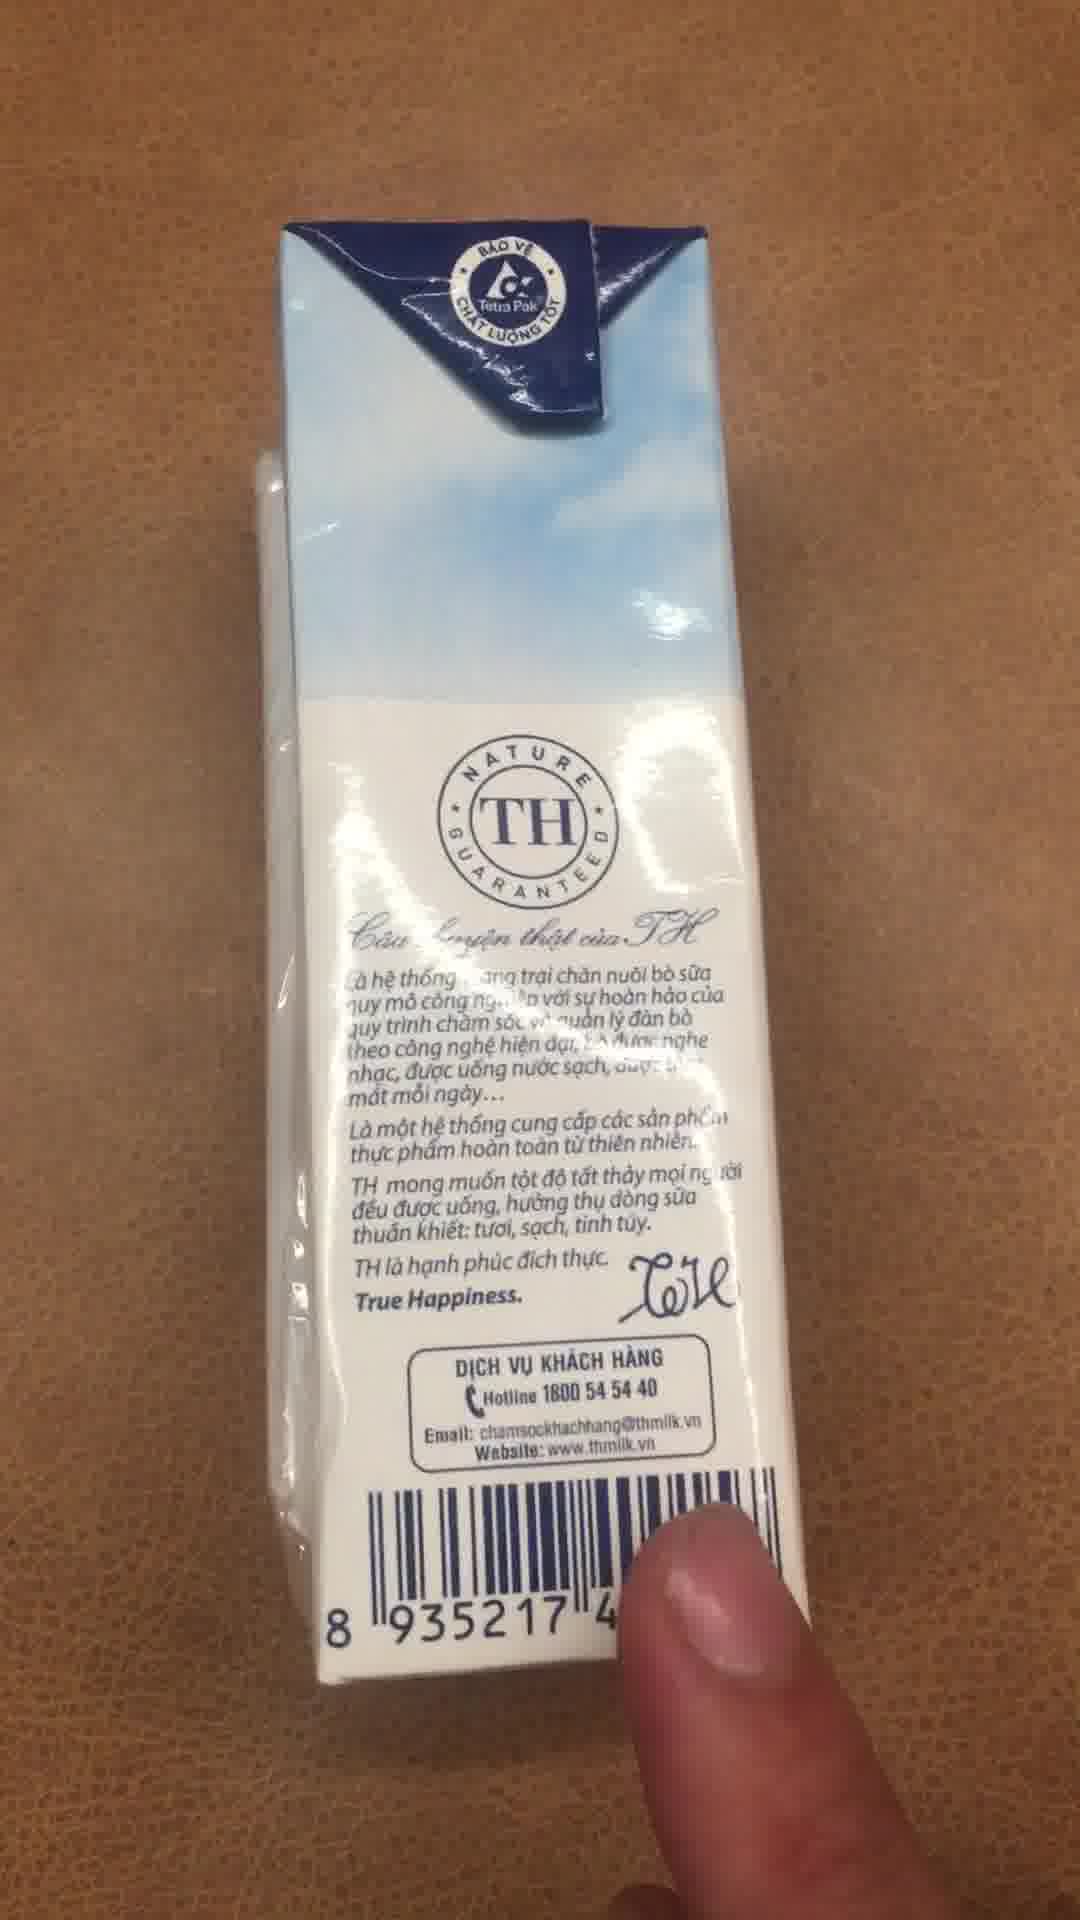 BẢO VỆ
Tetra Pak
CHẤT LƯỢNG TỐT
NATURE
TH
GUARANTEED
Câu thật của TH
Là hệ thống trại chăn nuôi bò sữa
quy mô công với sự hoàn hảo của
quy trình chăm sóc và quản lý đàn bò
theo công nghệ hiện đại, được nghe
nhạc, được uống nước sạch, được
mát mỗi ngày...
Là một hệ thống cung cấp các sản phẩm
thực phẩm hoàn toàn từ thiên nhiên.
TH mong muốn tột độ tất thảy mọi người
đều được uống, hưởng thụ dòng sữa
thuần khiết: tươi, sạch, tinh túy.
TH là hạnh phúc đích thực.
True Happiness.
DỊCH VỤ KHÁCH HÀNG
Hotline 1800 54 54 40
Email: chamsockhachhang@thmilk.vn
Website: www.thmilk.vn
8 935217 4